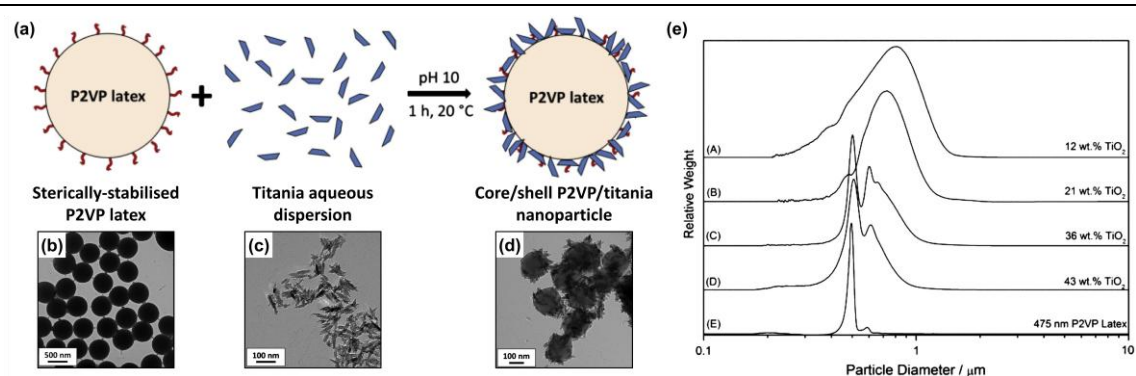 (a)
P2VP latex
+
pH 10
1 h, 20 °C
P2VP latex
Sterically-stabilised
P2VP latex
Titania aqueous
dispersion
Core/shell P2VP/titania
nanoparticle
(b)
500 nm
(c)
100 nm
(d)
100 nm
(e)
Relative Weight
(A)
12 wt.% TiO₂
(B)
21 wt.% TiO₂
(C)
36 wt.% TiO₂
(D)
43 wt.% TiO₂
(E)
475 nm P2VP Latex
0.1
1
10
Particle Diameter / μm